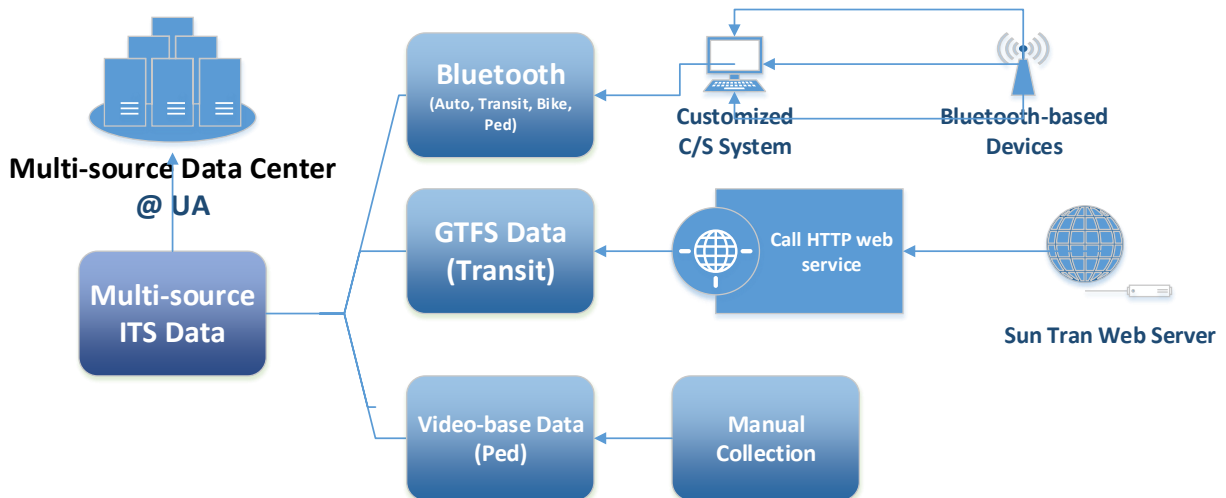 Multi-source Data Center
@ UA
Multi-source
ITS Data
Bluetooth
(Auto, Transit, Bike,
Ped)
Customized
C/S System
Bluetooth-based
Devices
GTFS Data
(Transit)
Call HTTP web
service
Sun Tran Web Server
Video-base Data
(Ped)
Manual
Collection